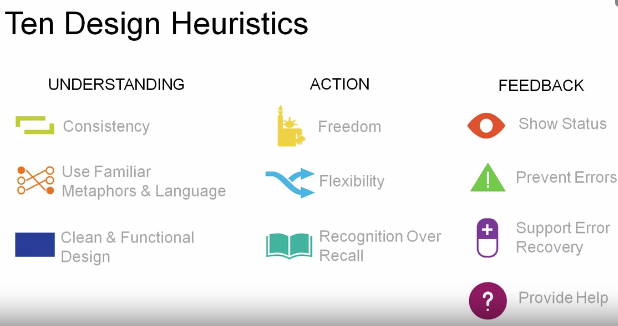 Ten Design Heuristics
UNDERSTANDING
Consistency
Use Familiar
Metaphors & Language
Clean & Functional
Design
ACTION
Freedom
Flexibility
Recognition Over
Recall
FEEDBACK
Show Status
!
Prevent Errors
Support Error
Recovery
?
Provide Help